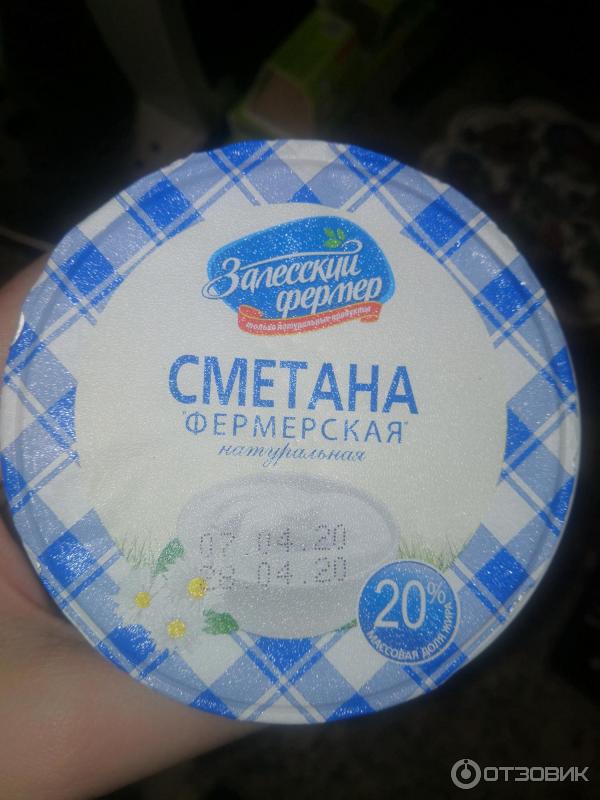 Залесский
фермер
только натуральные продукты
СМЕТАНА
"ФЕРМЕРСКАЯ"
натуральная
07.04.20
28.04.20
20%
МАССОВАЯ ДОЛЯ ЖИРА
ОТЗОВИК